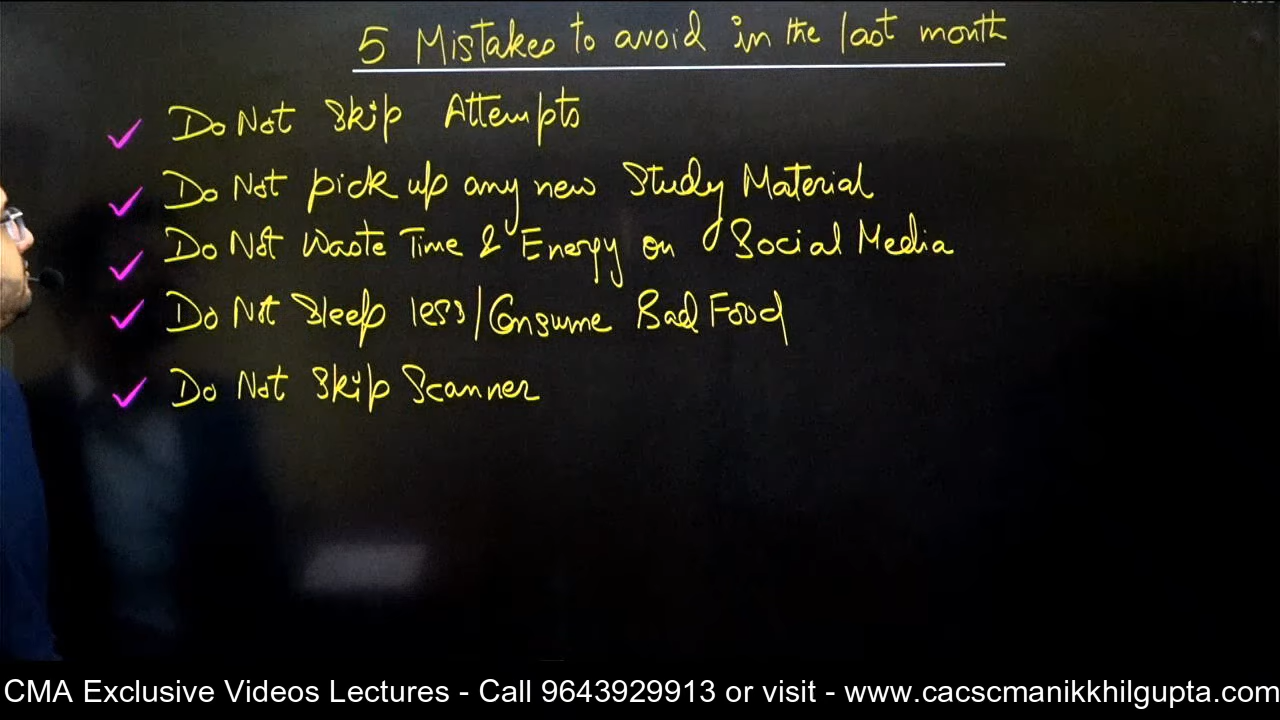 5 Mistakes to avoid in the last month
Do Not Skip Attempts
Do Not pick up any new Study Material
Do Not Waste Time & Energy on Social Media
Do Not Sleep less/Consume Bad Food
Do Not Skip Scanner
CMA Exclusive Videos Lectures - Call 9643929913 or visit - www.cacscmanikkhilgupta.com